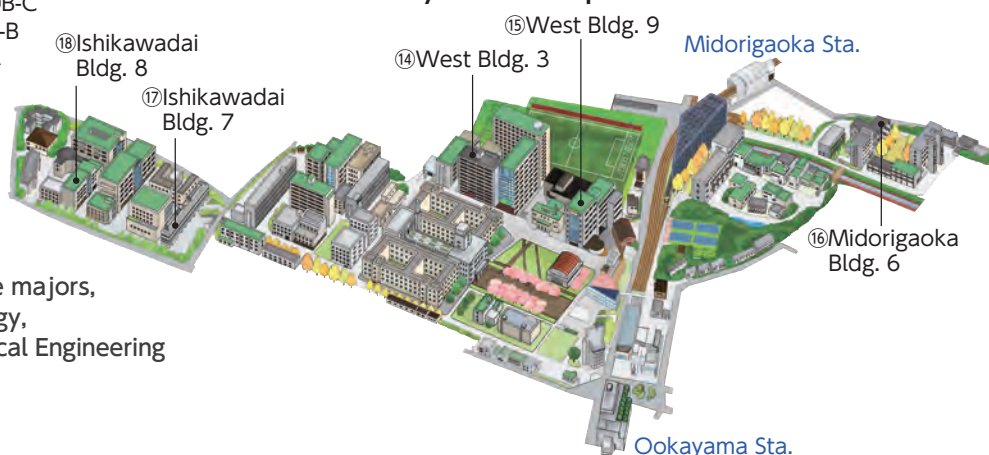 -B
⑱Ishikawadai
Bldg. 8
⑰Ishikawadai
Bldg. 7
⑭West Bldg. 3
⑮West Bldg. 9
Midorigaoka Sta.
⑯Midorigaoka
Bldg. 6
e majors,
gy,
cal Engineering
Ookayama Sta.